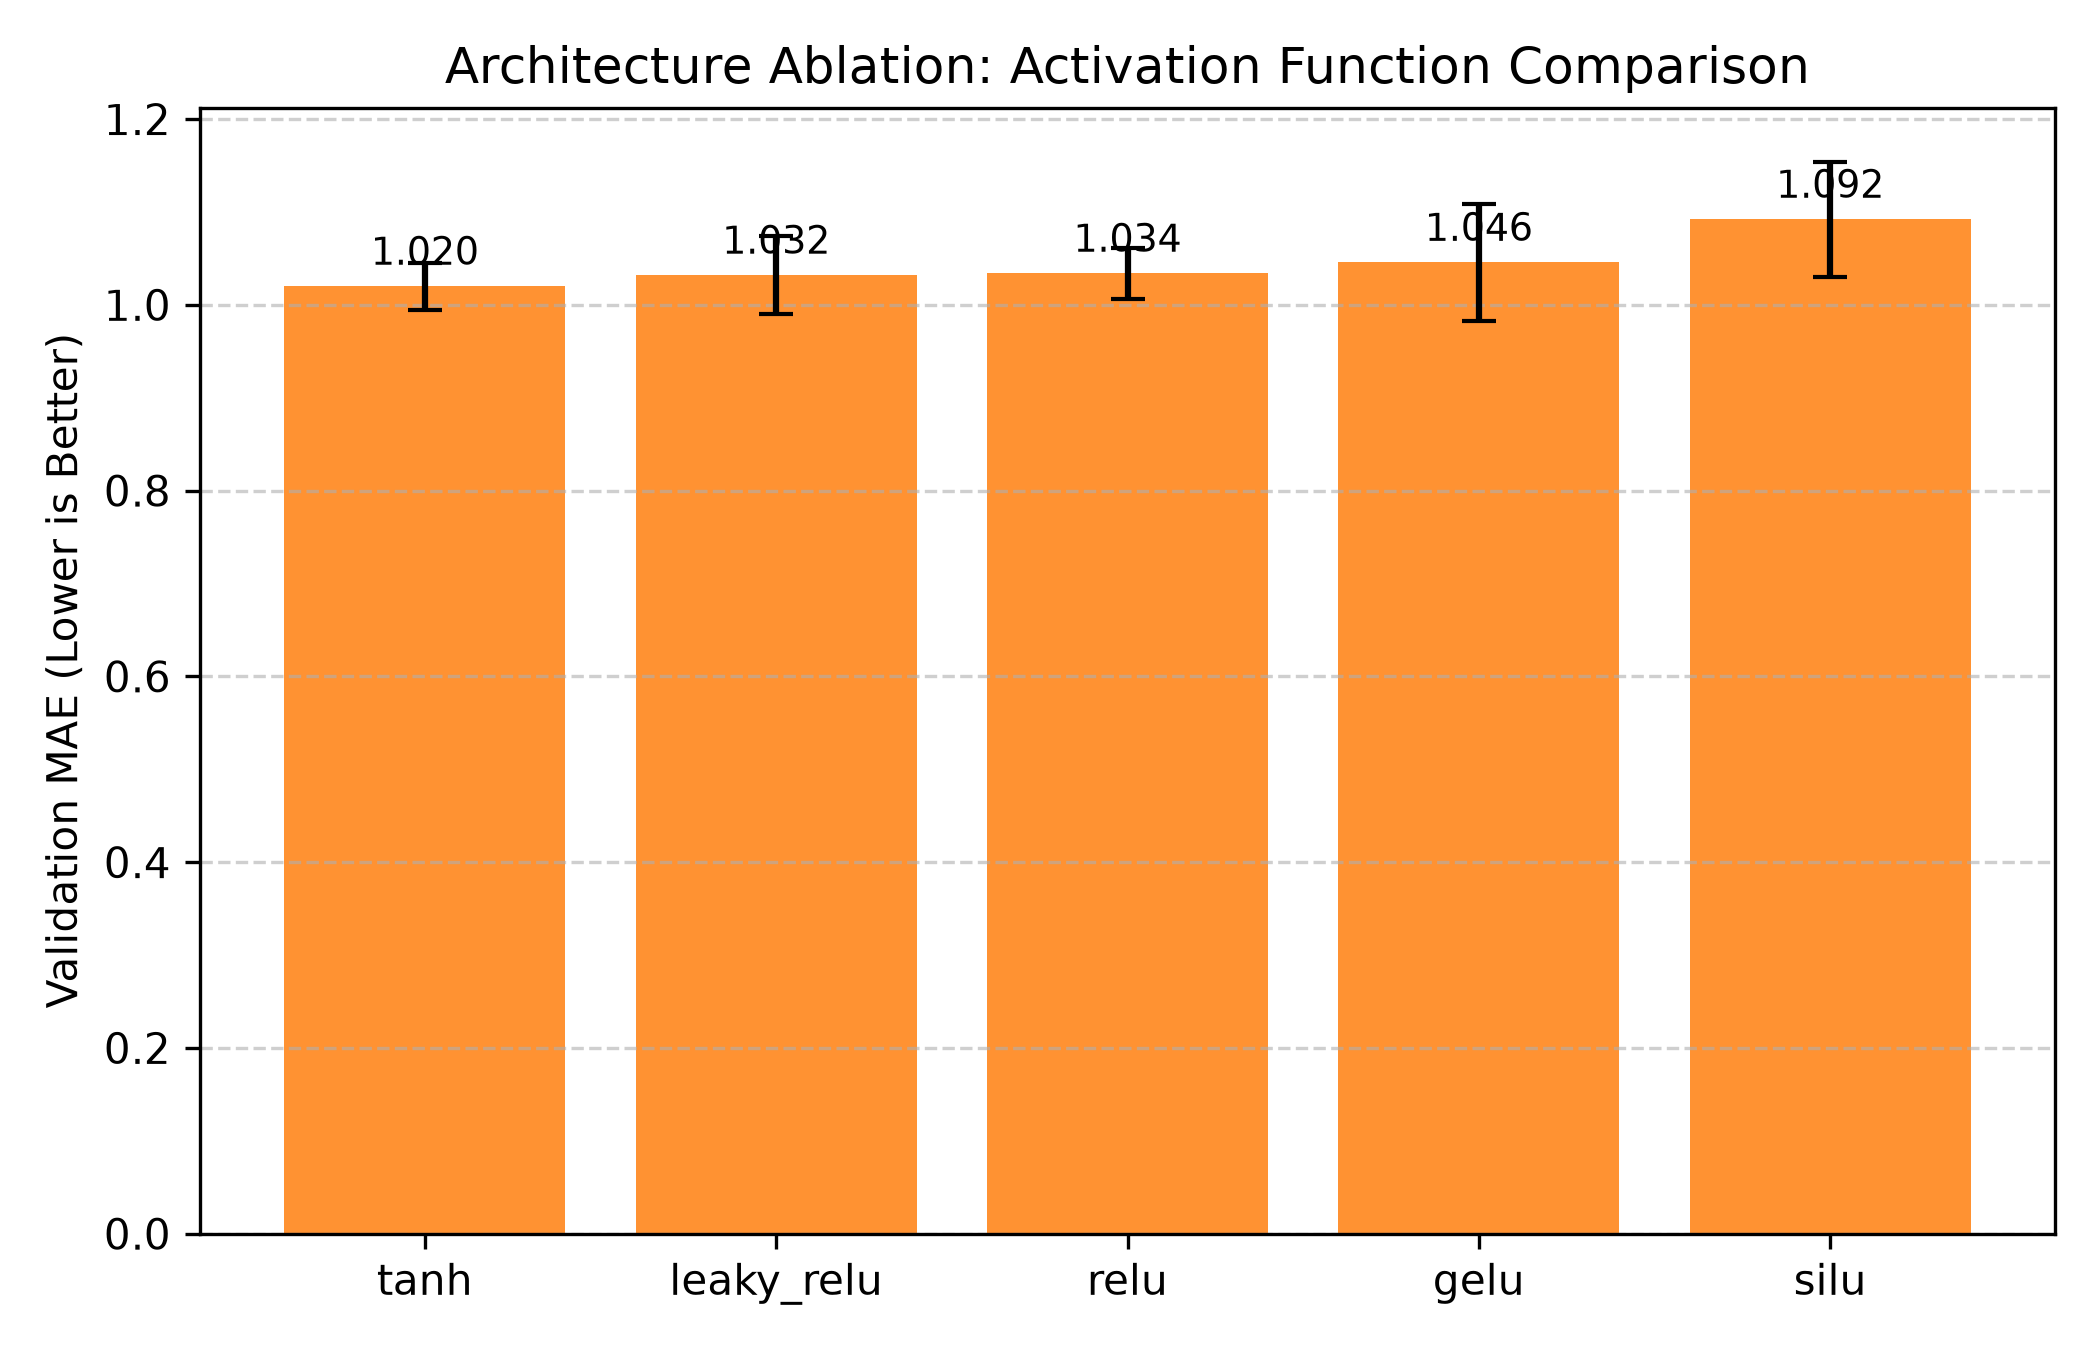 Architecture Ablation: Activation Function Comparison
Validation MAE (Lower is Better)
1.2
1.0
0.8
0.6
0.4
0.2
0.0
1.020
1.032
1.034
1.046
1.092
tanh
leaky_relu
relu
gelu
silu